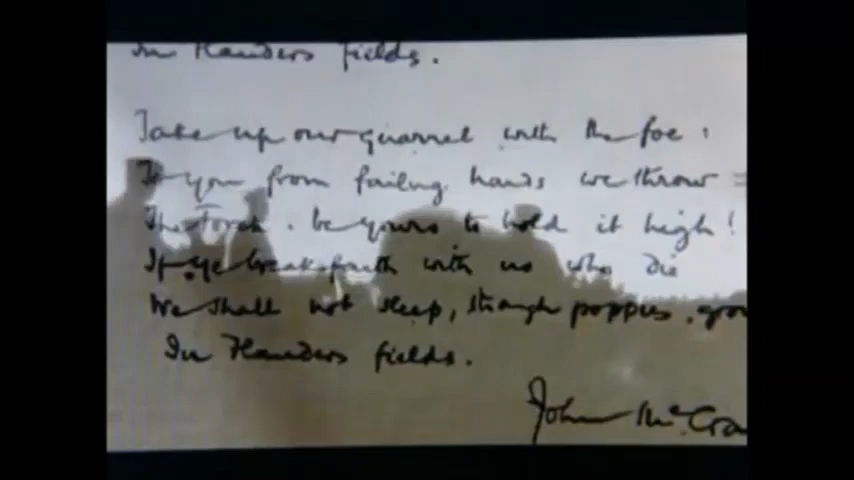 In Flanders fields.
Take up our quarrel with the foe:
To you from failing hands we throw
The Torch. be yours to hold it high!
If ye break faith with us who die
We shall not sleep, though poppies grow
In Flanders fields.
John McCra